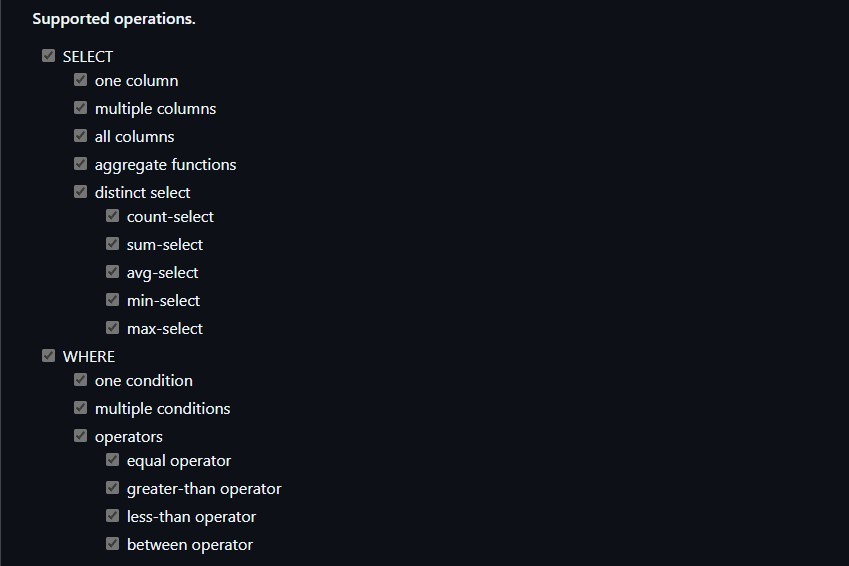 Supported operations.
SELECT
one column
multiple columns
all columns
aggregate functions
distinct select
count-select
sum-select
avg-select
min-select
max-select
WHERE
one condition
multiple conditions
operators
equal operator
greater-than operator
less-than operator
between operator